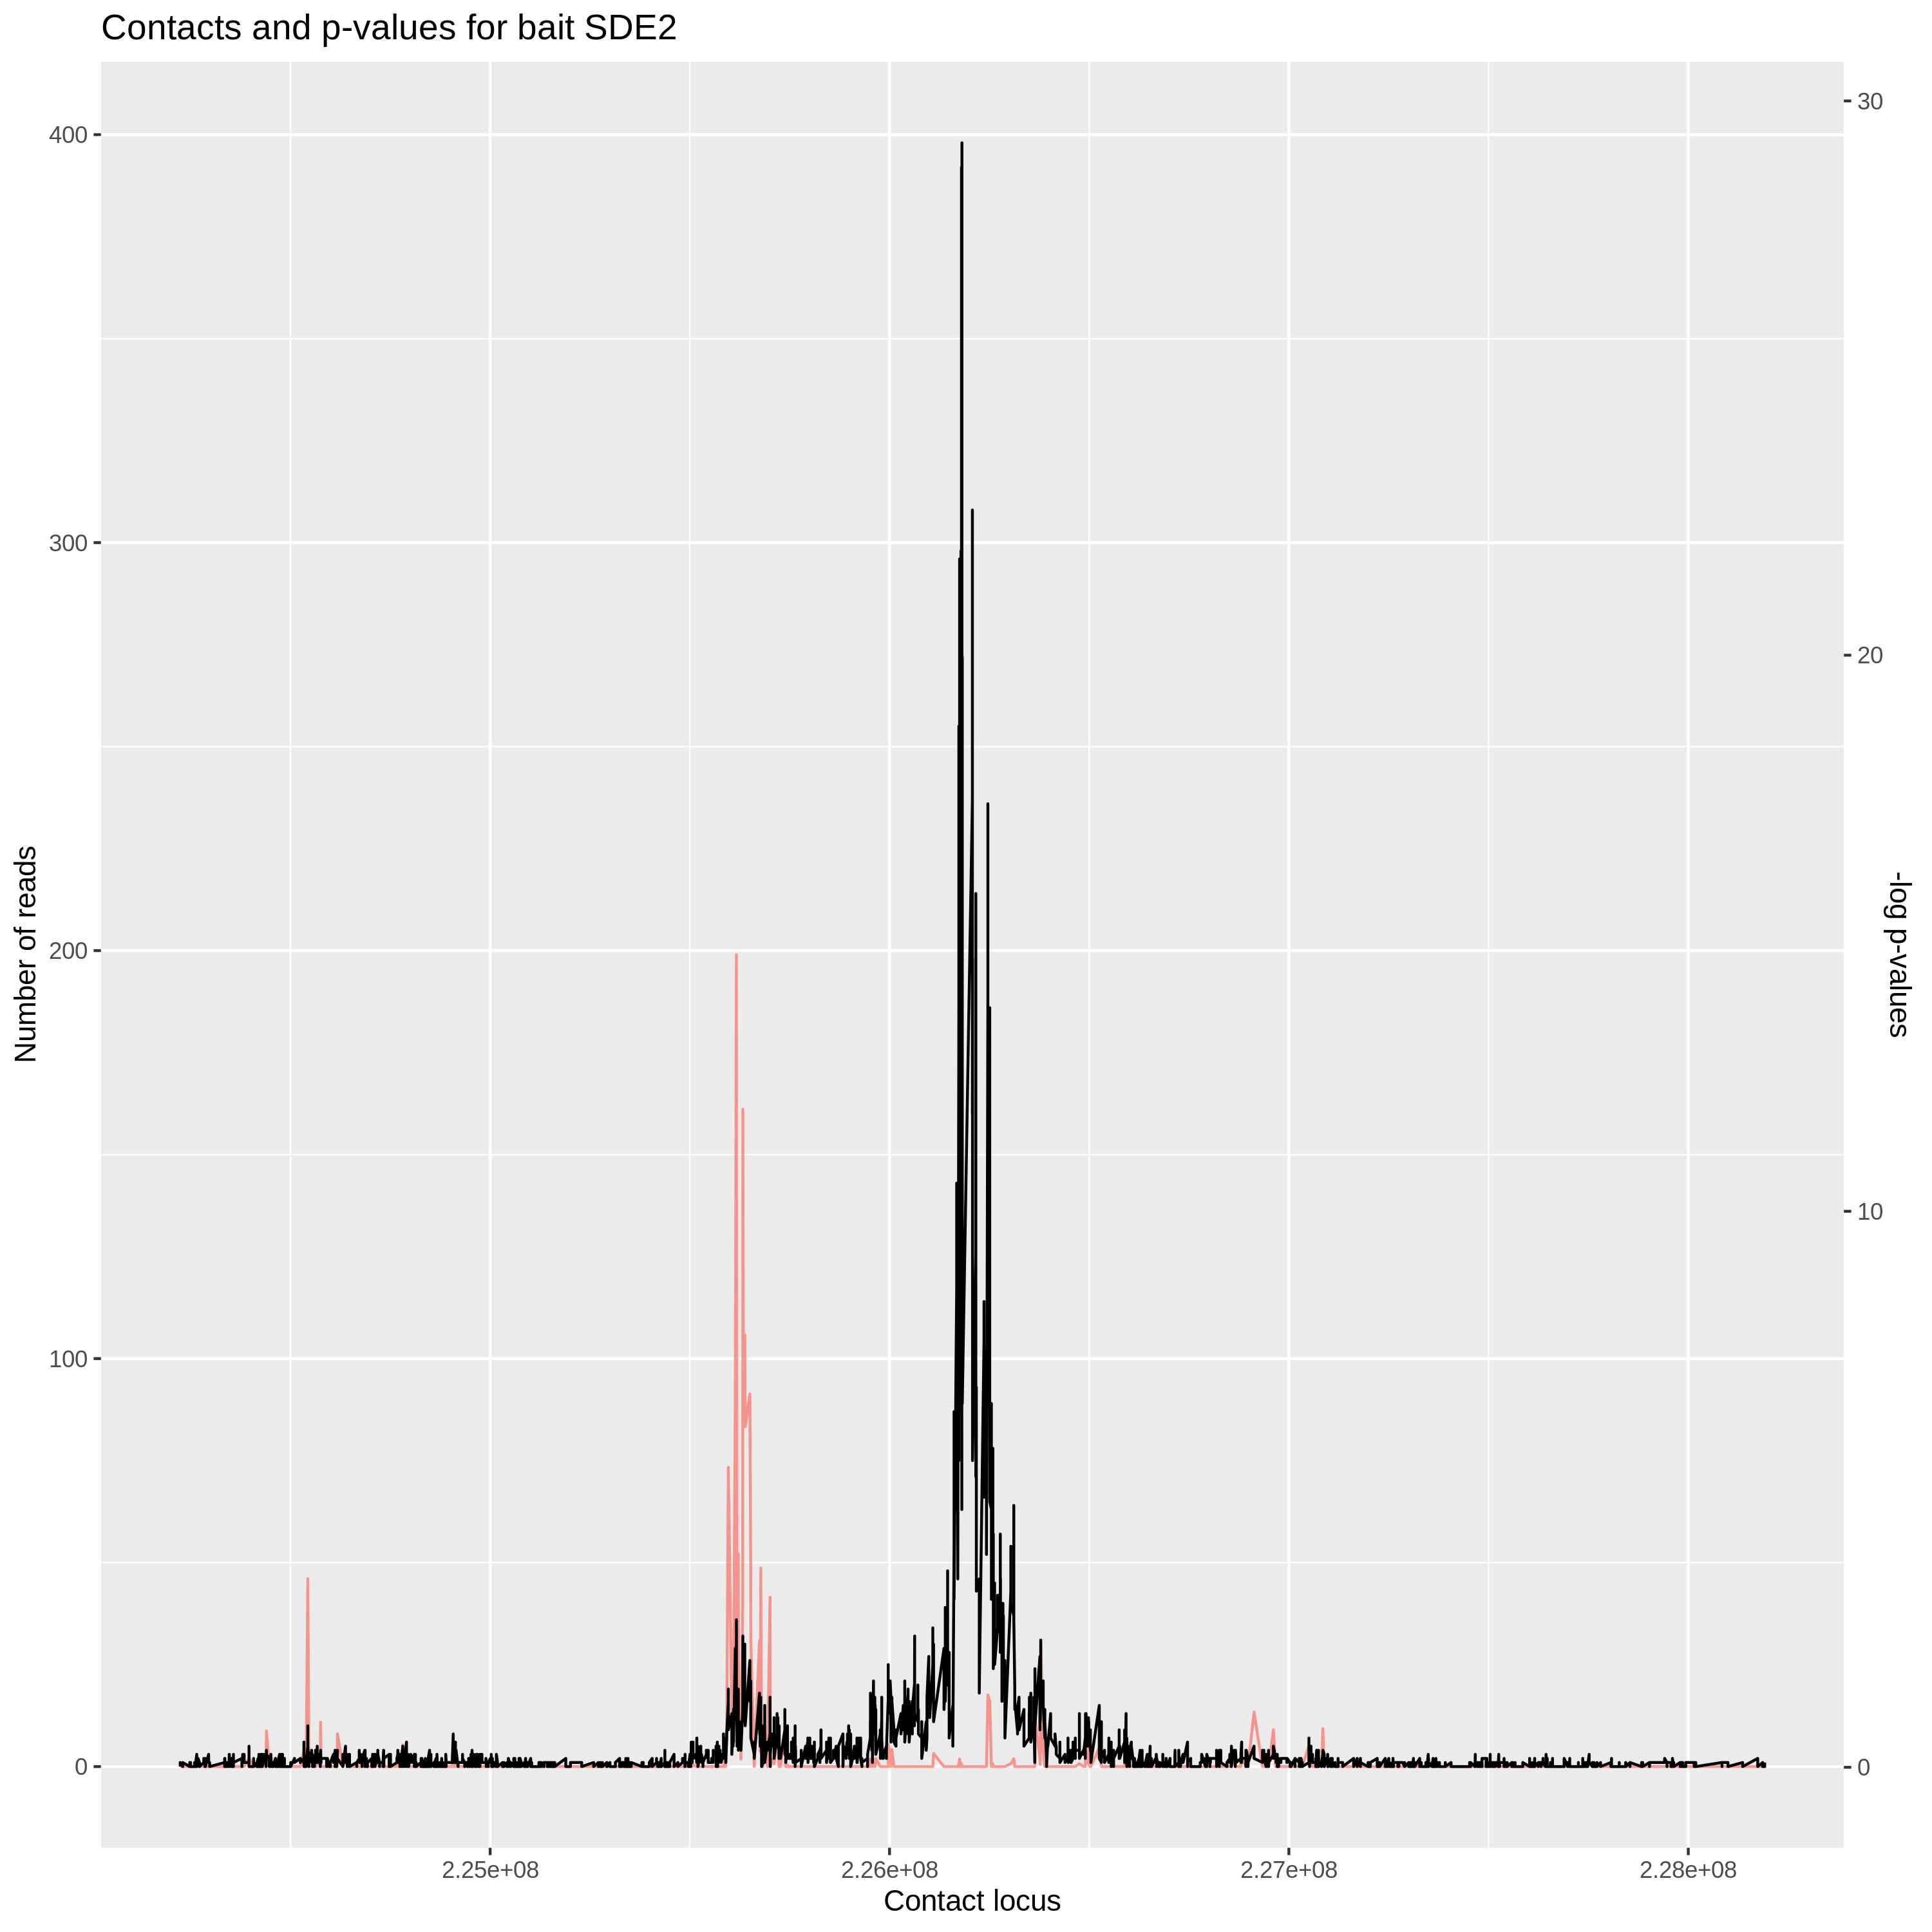 Contacts and p-values for bait SDE2
400
300
200
100
0
Number of reads
30
20
10
0
-log p-values
2.25e+08
2.26e+08
2.27e+08
2.28e+08
Contact locus